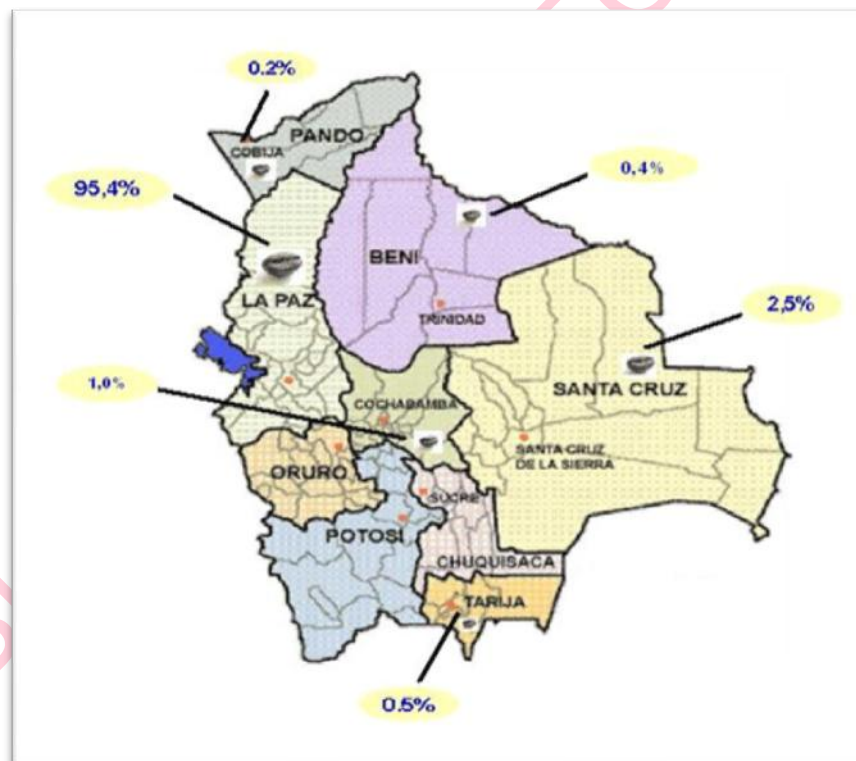 0.2%
PANDO
COBIJA
95,4%
0,4%
BENI
LA PAZ
TRINIDAD
2,5%
1,0%
SANTA CRUZ
COCHABAMBA
SANTA CRUZ
DE LA SIERRA
ORURO
SUCRE
POTOSÍ
CHUQUISACA
TARIJA
0.5%